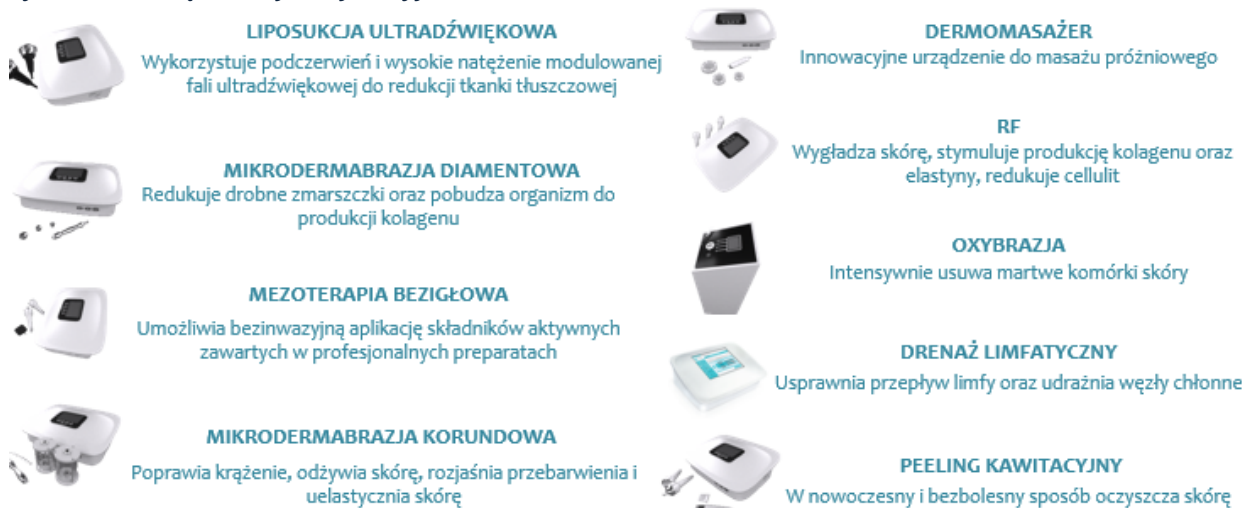 LIPOSUKCJA ULTRADŹWIĘKOWA
Wykorzystuje podczerwień i wysokie natężenie modulowanej
fali ultradźwiękowej do redukcji tkanki tłuszczowej
MIKRODERMABRAZJA DIAMENTOWA
Redukuje drobne zmarszczki oraz pobudza organizm do
produkcji kolagenu
MEZOTERAPIA BEZIGŁOWA
Umożliwia bezinwazyjną aplikację składników aktywnych
zawartych w profesjonalnych preparatach
MIKRODERMABRAZJA KORUNDOWA
Poprawia krążenie, odżywia skórę, rozjaśnia przebarwienia i
uelastycznia skórę
DERMOMASAŻER
Innowacyjne urządzenie do masażu próżniowego
RF
Wygładza skórę, stymuluje produkcję kolagenu oraz
elastyny, redukuje cellulit
OXYBRAZJA
Intensywnie usuwa martwe komórki skóry
DRENAŻ LIMFATYCZNY
Usprawnia przepływ limfy oraz udrażnia węzły chłonne
PEELING KAWITACYJNY
W nowoczesny i bezbolesny sposób oczyszcza skórę